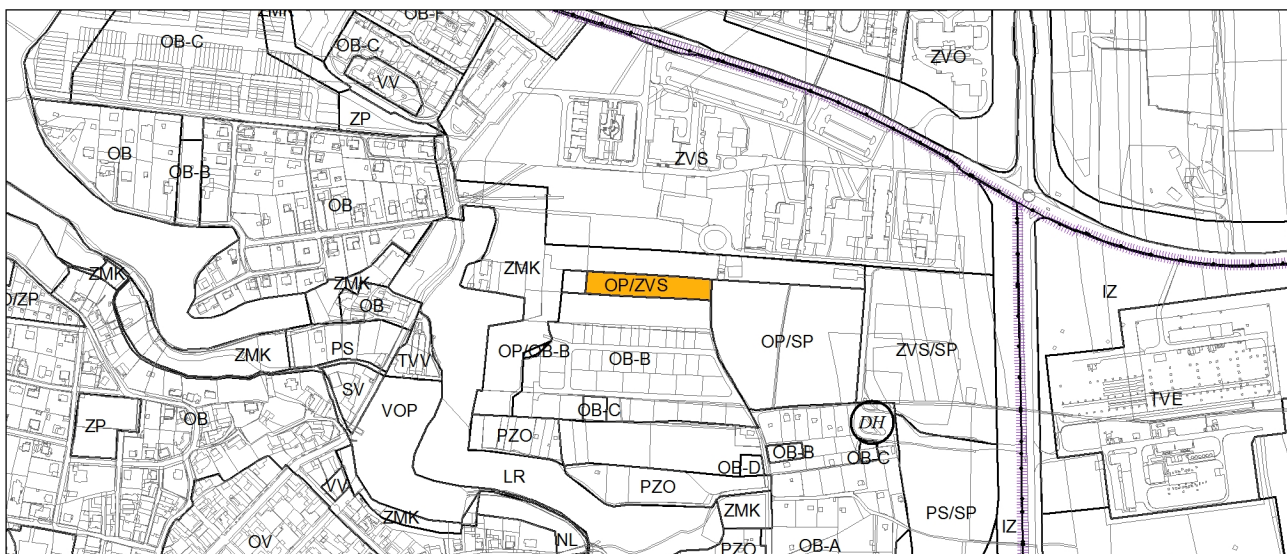 OB-C
OB-C
VV
ZP
ZVO
OB
OB-B
OB
ZVS
ZMK
OB
ZMK
ZMK
OP/ZVS
IZ
ZMK
PS
TVV
OP/OB-B
OB-B
OP/SP
ZVS/SP
SV
VOP
OB-C
DH
TVE
ZP
OB
PZO
OB-B
OB-C
OB-D
LR
PZO
VV
ZMK
ZMK
PS/SP
IZ
OV
NL
PZO
OB-A